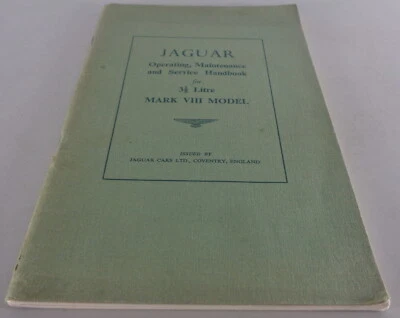 JAGUAR
Operating, Maintenance
and Service Handbook
for
3½ Litre
MARK VIII MODEL
ISSUED BY
JAGUAR CARS LTD., COVENTRY, ENGLAND